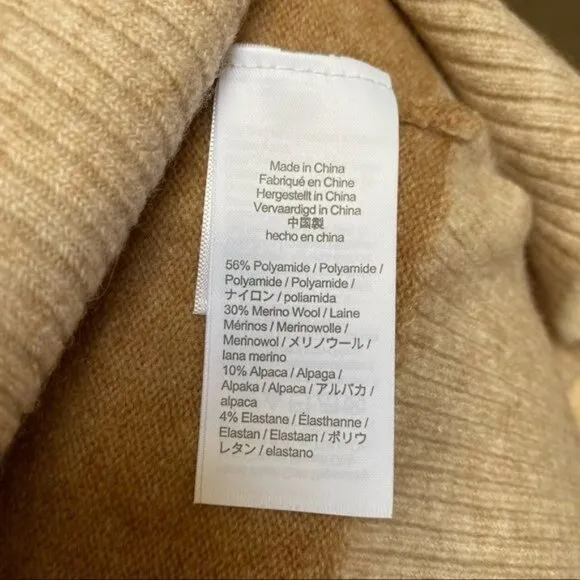 Made in China
Fabriqué en Chine
Hergestellt in China
Vervaardigd in China
中国製
hecho en china
56% Polyamide / Polyamide /
Polyamide / Polyamide /
ナイロン / poliamida
30% Merino Wool / Laine
Mérinos / Merinowolle /
Merinowol / メリノウール /
lana merino
10% Alpaca / Alpaga /
Alpaka / Alpaca / アルパカ /
alpaca
4% Elastane / Élasthanne /
Elastan / Elastaan / ポリウ
レタン / elastano